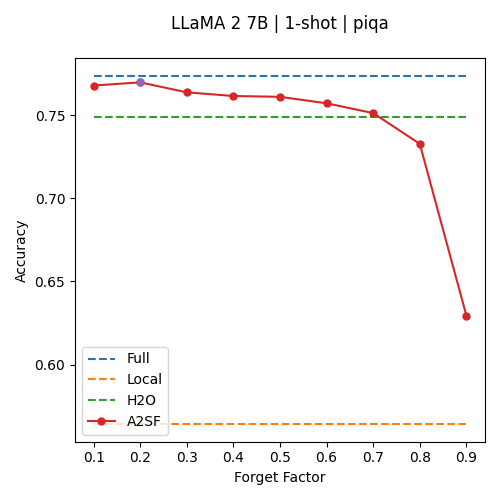 LLaMA 2 7B | 1-shot | piqa
Accuracy
0.75
0.70
0.65
0.60
Full
Local
H2O
A2SF
0.1 0.2 0.3 0.4 0.5 0.6 0.7 0.8 0.9
Forget Factor